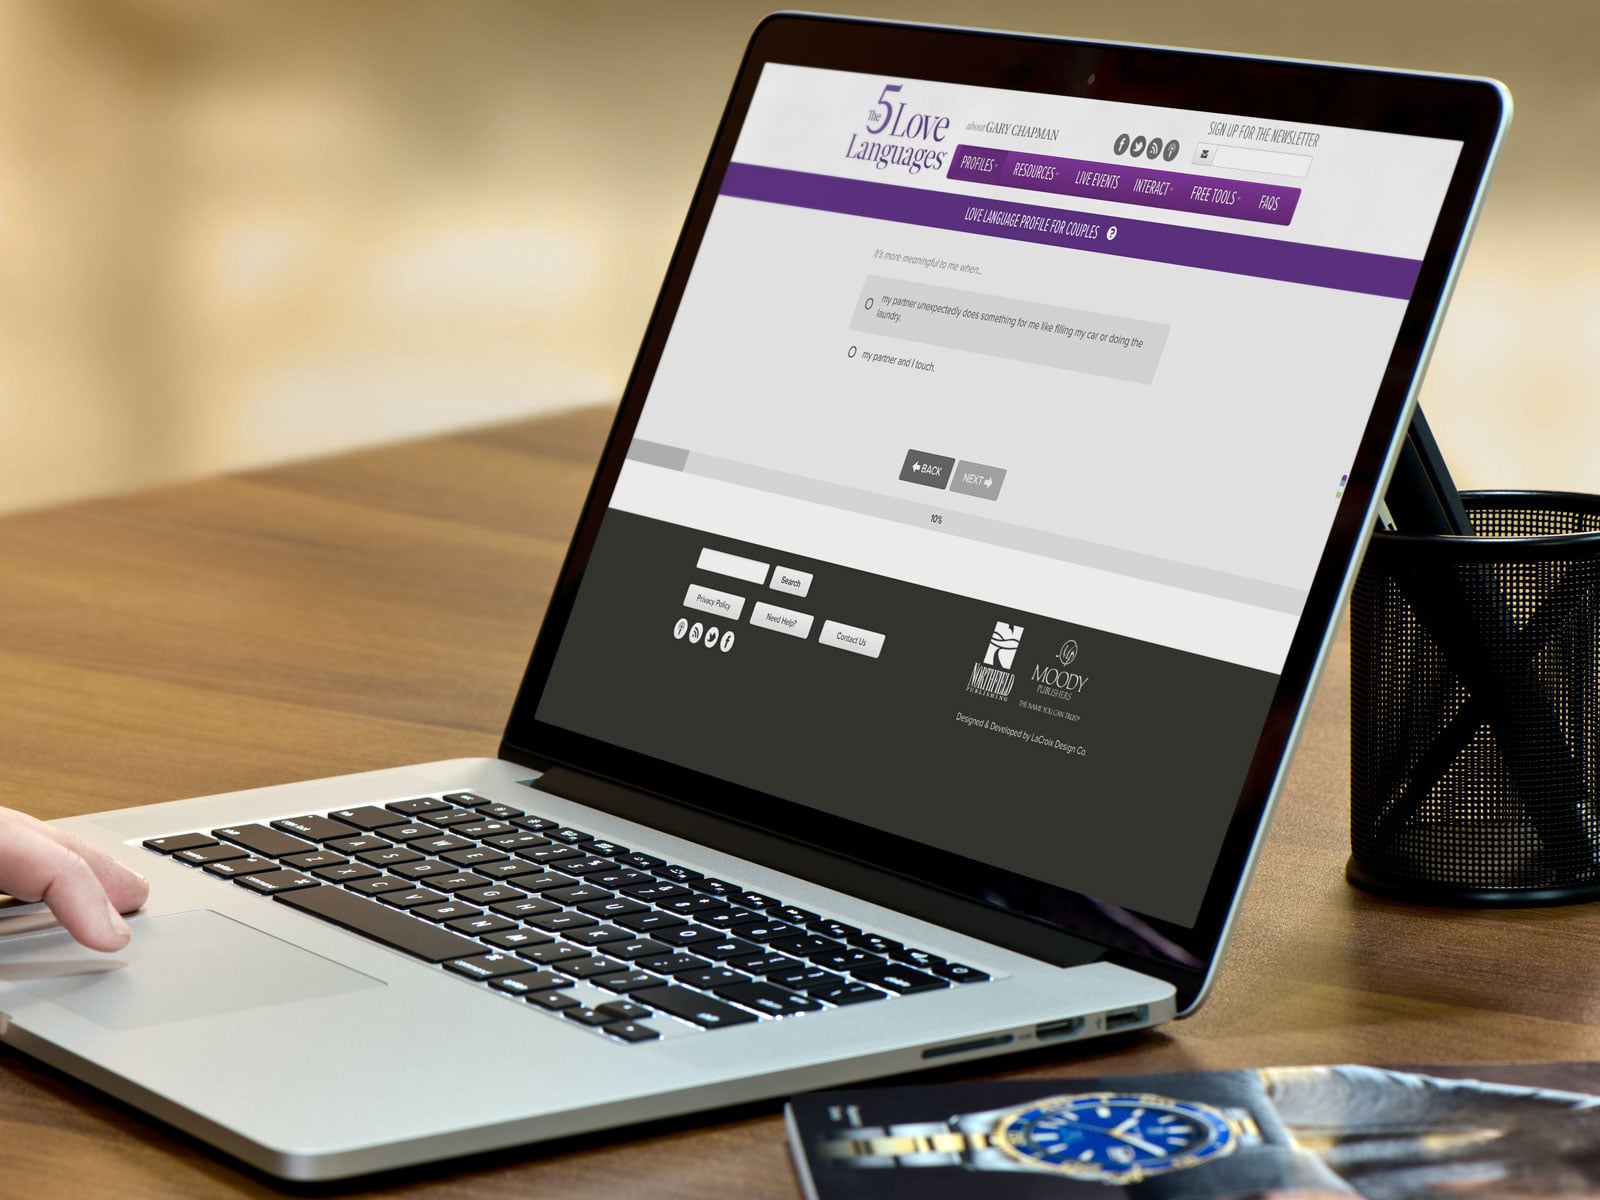 The 5 Love
Languages
about GARY CHAPMAN
SIGN UP FOR THE NEWSLETTER
PROFILES RESOURCES LIVE EVENTS INTERACT FREE TOOLS FAQS
LOVE LANGUAGE PROFILE FOR COUPLES ?
It's more meaningful to me when...
my partner unexpectedly does something for me like filling my car or doing the
laundry.
my partner and I touch.
BACK NEXT
10%
Search
Privacy Policy Need Help? Contact Us
NORTHFIELD
PUBLISHING
MOODY
PUBLISHERS
THE NAME YOU CAN TRUST®
Designed & Developed by LaCroix Design Co.